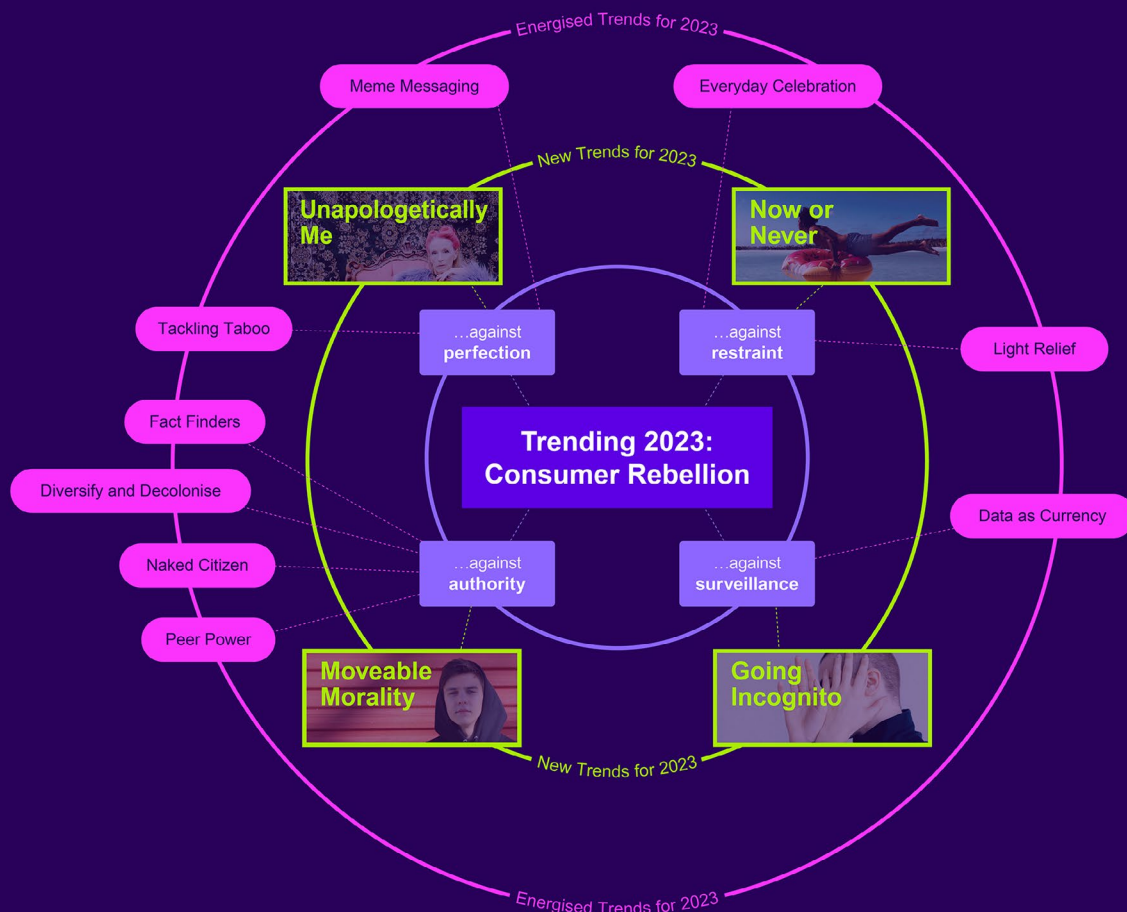 Energised Trends for 2023
Meme Messaging
Everyday Celebration
New Trends for 2023
Unapologetically
Me
Now or
Never
Tackling Taboo
…against
perfection
…against
restraint
Light Relief
Fact Finders
Trending 2023:
Consumer Rebellion
Diversify and Decolonise
Data as Currency
Naked Citizen
…against
authority
…against
surveillance
Peer Power
Moveable
Morality
Going
Incognito
New Trends for 2023
Energised Trends for 2023